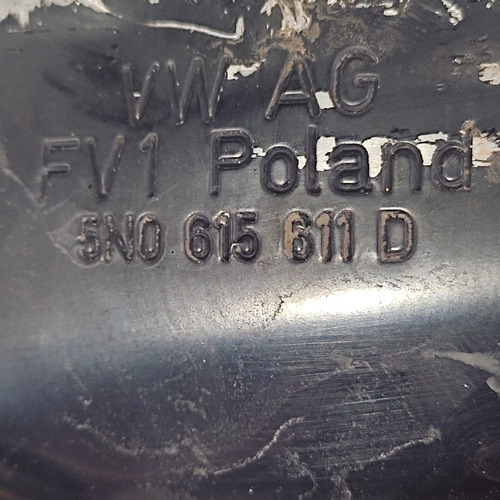 VW AG
FV1 Poland
5N0 615 611 D